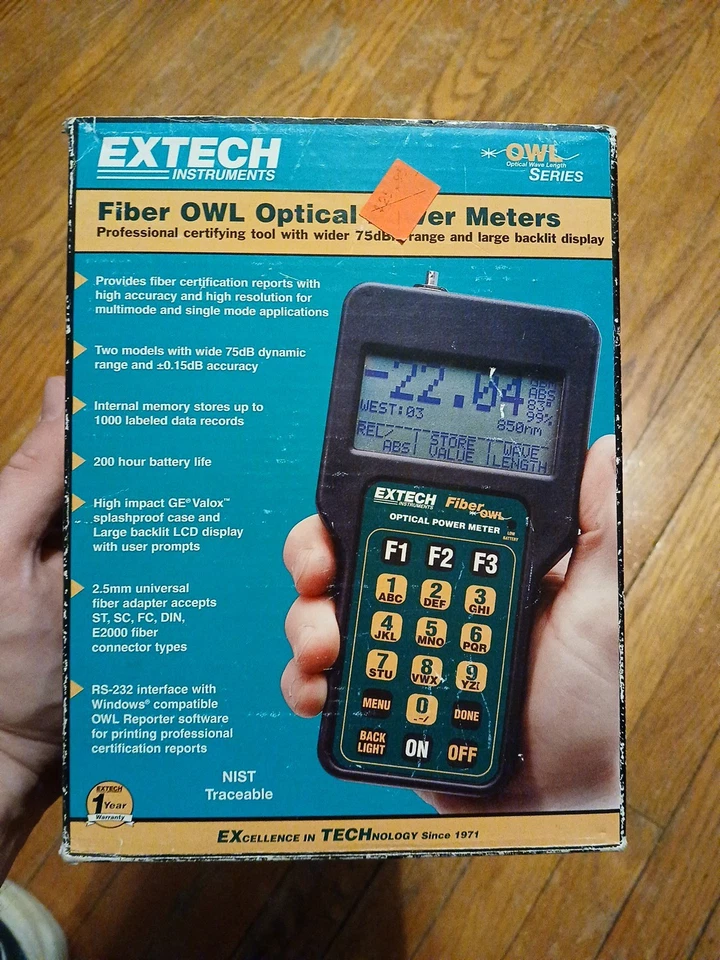 EXTECH
INSTRUMENTS
OWL
Optical Wave Length
SERIES
Fiber OWL Optical er Meters
Professional certifying tool with wider 75dB range and large backlit display
Provides fiber certification reports with
high accuracy and high resolution for
multimode and single mode applications
Two models with wide 75dB dynamic
range and ±0.15dB accuracy
Internal memory stores up to
1000 labeled data records
200 hour battery life
High impact GE® Valox™
splashproof case and
Large backlit LCD display
with user prompts
2.5mm universal
fiber adapter accepts
ST, SC, FC, DIN,
E2000 fiber
connector types
RS-232 interface with
Windows® compatible
OWL Reporter software
for printing professional
certification reports
NIST
Traceable
-22.04
ABS
83°
99%
WEST:03
850nm
REL/ STORE WAVE
ABS VALUE LENGTH
EXTECH
INSTRUMENTS
Fiber
OWL
OPTICAL POWER METER
LOW
BATTERY
F1 F2 F3
1 2 3
ABC DEF GHI
4 5 6
JKL MNO PQR
7 8 9
STU VWX YZ
MENU 0 DONE
--/
BACK
LIGHT
ON OFF
EXTECH
1 Year
Warranty
EXCELLENCE IN TECHNOLOGY Since 1971